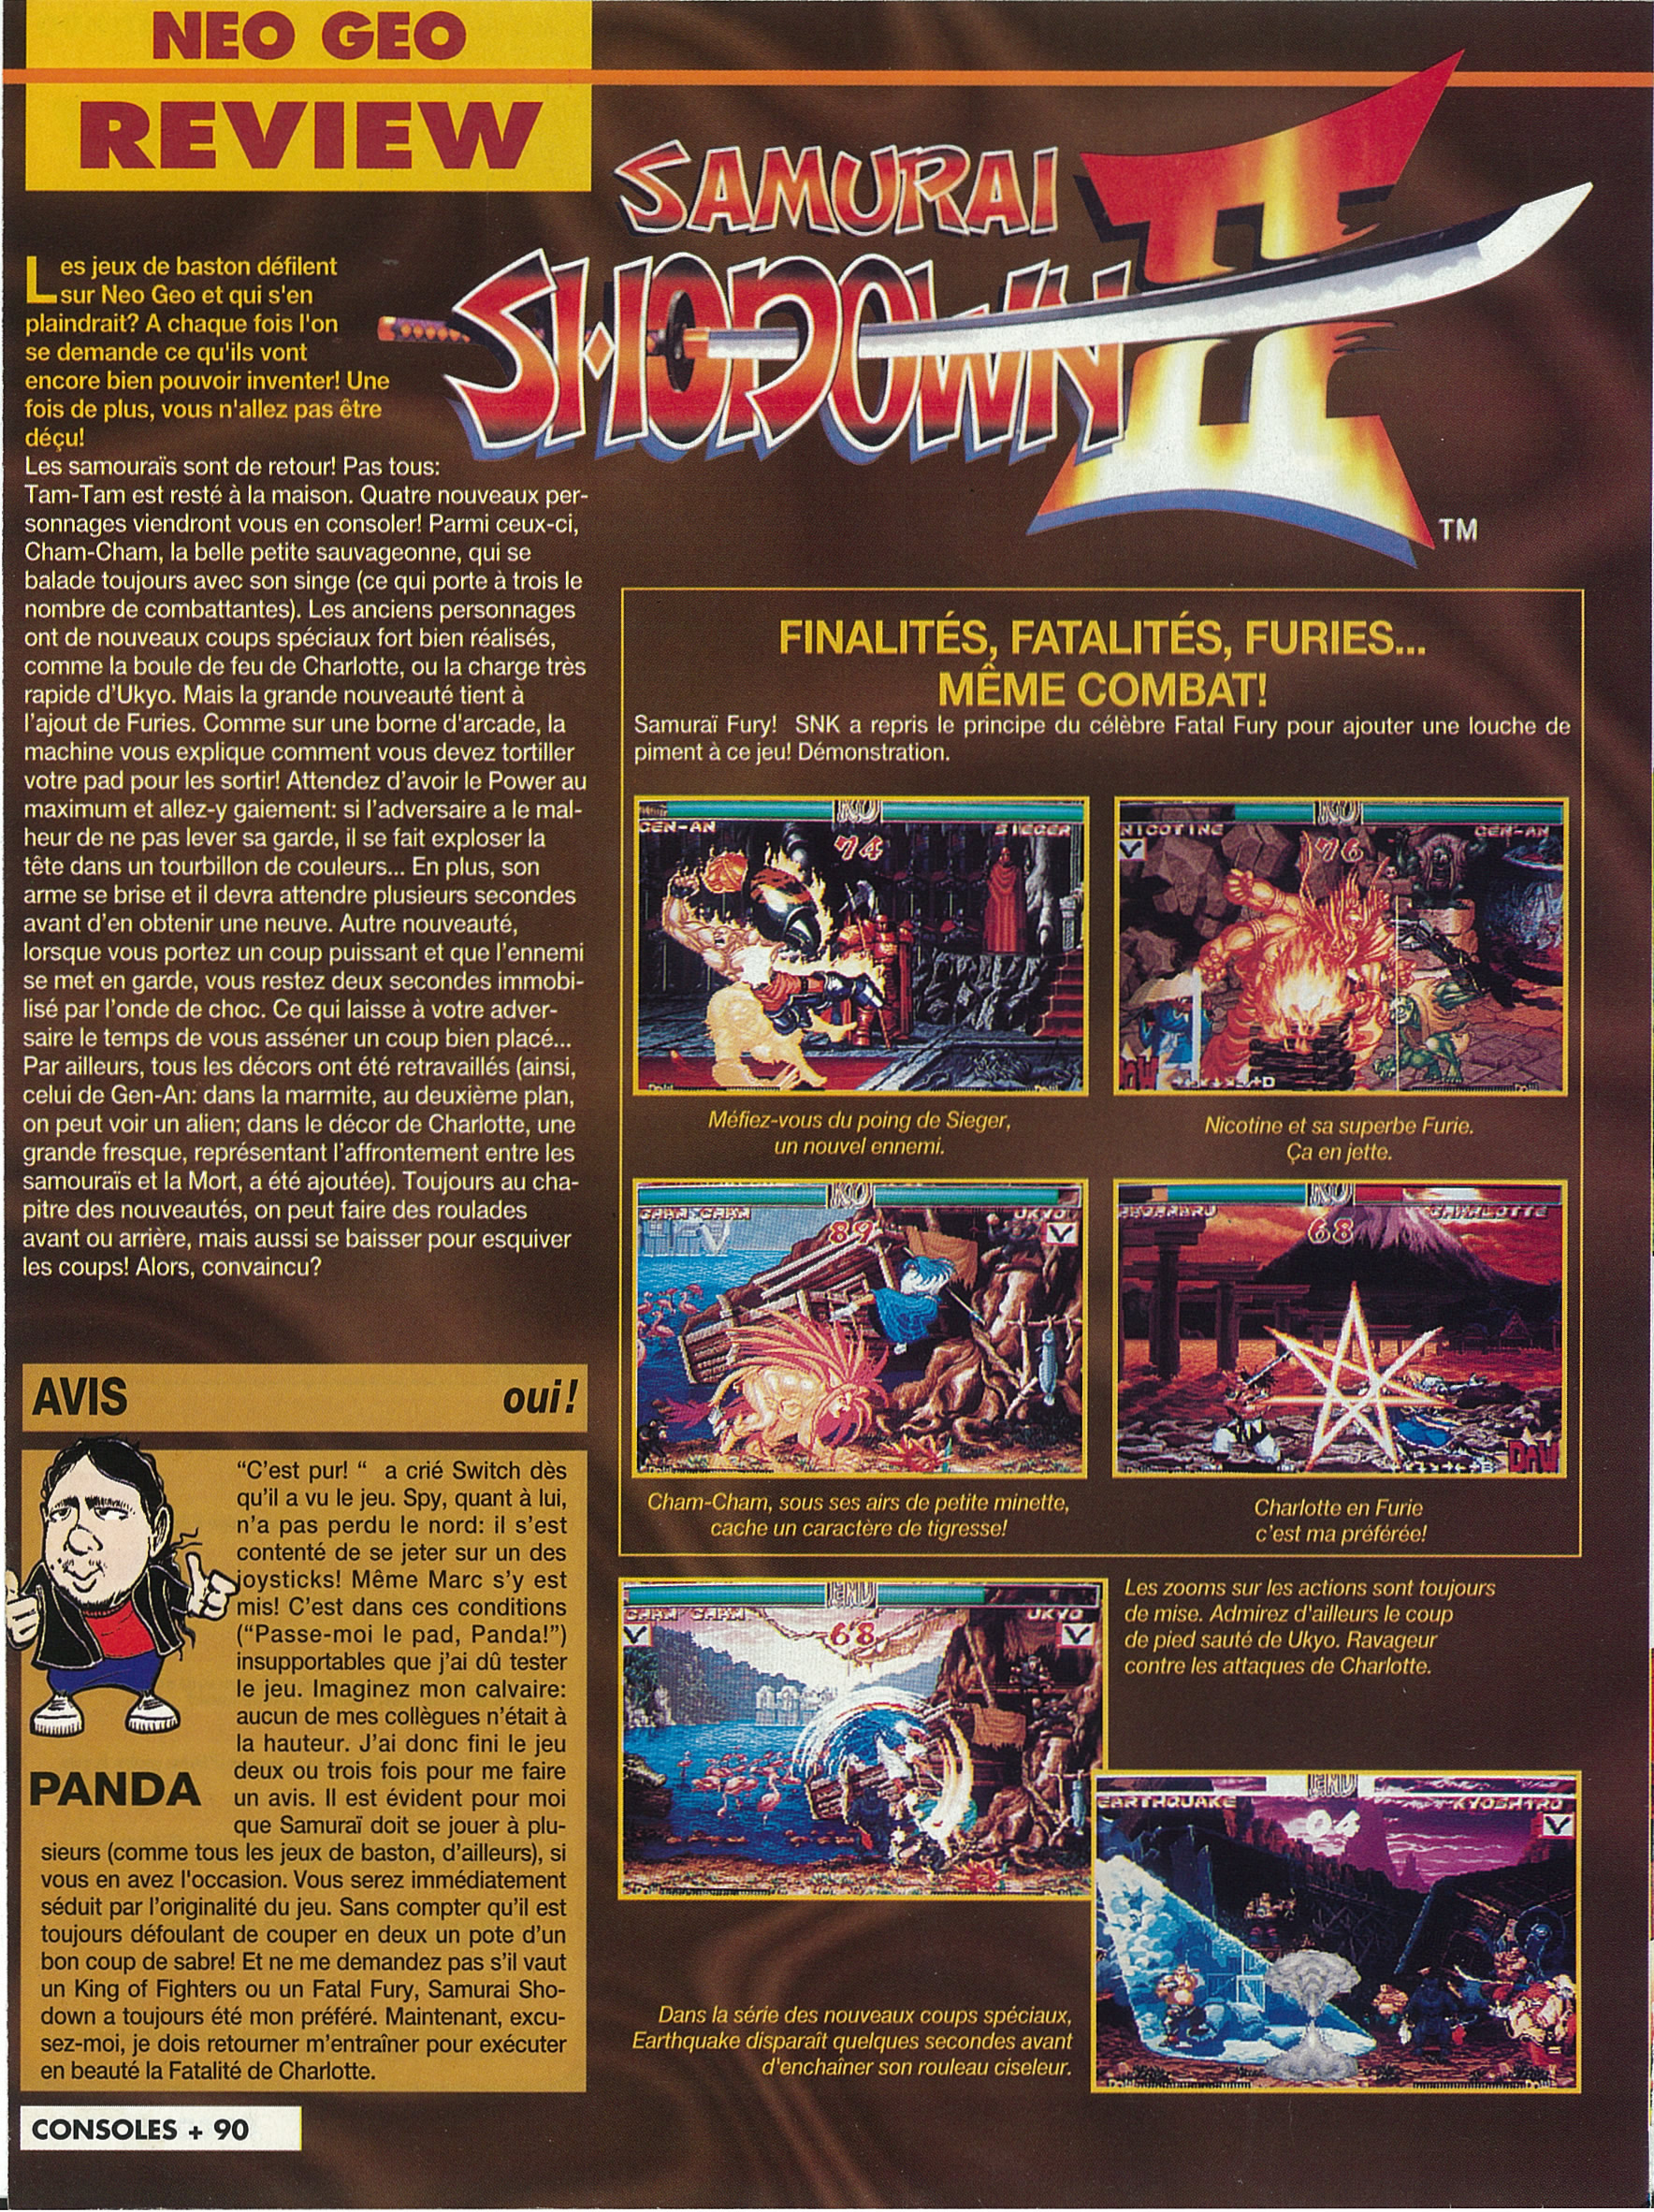 NEO GEO
REVIEW
SAMURAI
SHODOWN
II
TM
Les jeux de baston défilent
sur Neo Geo et qui s'en
plaindrait? A chaque fois l'on
se demande ce qu'ils vont
encore bien pouvoir inventer! Une
fois de plus, vous n'allez pas être
déçu!
Les samouraïs sont de retour! Pas tous:
Tam-Tam est resté à la maison. Quatre nouveaux per-
sonnages viendront vous en consoler! Parmi ceux-ci,
Cham-Cham, la belle petite sauvageonne, qui se
balade toujours avec son singe (ce qui porte à trois le
nombre de combattantes). Les anciens personnages
ont de nouveaux coups spéciaux fort bien réalisés,
comme la boule de feu de Charlotte, ou la charge très
rapide d'Ukyo. Mais la grande nouveauté tient à
l'ajout de Furies. Comme sur une borne d'arcade, la
machine vous explique comment vous devez tortiller
votre pad pour les sortir! Attendez d'avoir le Power au
maximum et allez-y gaiement: si l'adversaire a le mal-
heur de ne pas lever sa garde, il se fait exploser la
tête dans un tourbillon de couleurs... En plus, son
arme se brise et il devra attendre plusieurs secondes
avant d'en obtenir une neuve. Autre nouveauté,
lorsque vous portez un coup puissant et que l'ennemi
se met en garde, vous restez deux secondes immobi-
lisé par l'onde de choc. Ce qui laisse à votre adver-
saire le temps de vous asséner un coup bien placé...
Par ailleurs, tous les décors ont été retravaillés (ainsi,
celui de Gen-An: dans la marmite, au deuxième plan,
on peut voir un alien; dans le décor de Charlotte, une
grande fresque, représentant l'affrontement entre les
samouraïs et la Mort, a été ajoutée). Toujours au cha-
pitre des nouveautés, on peut faire des roulades
avant ou arrière, mais aussi se baisser pour esquiver
les coups! Alors, convaincu?
AVIS oui!
"C'est pur! " a crié Switch dès
qu'il a vu le jeu. Spy, quant à lui,
n'a pas perdu le nord: il s'est
contenté de se jeter sur un des
joysticks! Même Marc s'y est
mis! C'est dans ces conditions
("Passe-moi le pad, Panda!")
insupportables que j'ai dû tester
le jeu. Imaginez mon calvaire:
aucun de mes collègues n'était à
la hauteur. J'ai donc fini le jeu
deux ou trois fois pour me faire
un avis. Il est évident pour moi
que Samuraï doit se jouer à plu-
sieurs (comme tous les jeux de baston, d'ailleurs), si
vous en avez l'occasion. Vous serez immédiatement
séduit par l'originalité du jeu. Sans compter qu'il est
toujours défoulant de couper en deux un pote d'un
bon coup de sabre! Et ne me demandez pas s'il vaut
un King of Fighters ou un Fatal Fury, Samurai Sho-
down a toujours été mon préféré. Maintenant, excu-
sez-moi, je dois retourner m'entraîner pour exécuter
en beauté la Fatalité de Charlotte.
PANDA
CONSOLES + 90
FINALITÉS, FATALITÉS, FURIES...
MÊME COMBAT!
Samuraï Fury! SNK a repris le principe du célèbre Fatal Fury pour ajouter une louche de
piment à ce jeu! Démonstration.
KO
GEN-AN SIEGER
74
Méfiez-vous du poing de Sieger,
un nouvel ennemi.
KO
NICOTINE GEN-AN
76
Nicotine et sa superbe Furie.
Ça en jette.
KO
CHAM CHAM UKYO
89
Cham-Cham, sous ses airs de petite minette,
cache un caractère de tigresse!
KO
CHARLOTTE
68
Charlotte en Furie
c'est ma préférée!
END
CHAM CHAM UKYO
68
Les zooms sur les actions sont toujours
de mise. Admirez d'ailleurs le coup
de pied sauté de Ukyo. Ravageur
contre les attaques de Charlotte.
END
EARTHQUAKE KYOSHIRO
04
Dans la série des nouveaux coups spéciaux,
Earthquake disparaît quelques secondes avant
d'enchaîner son rouleau ciseleur.